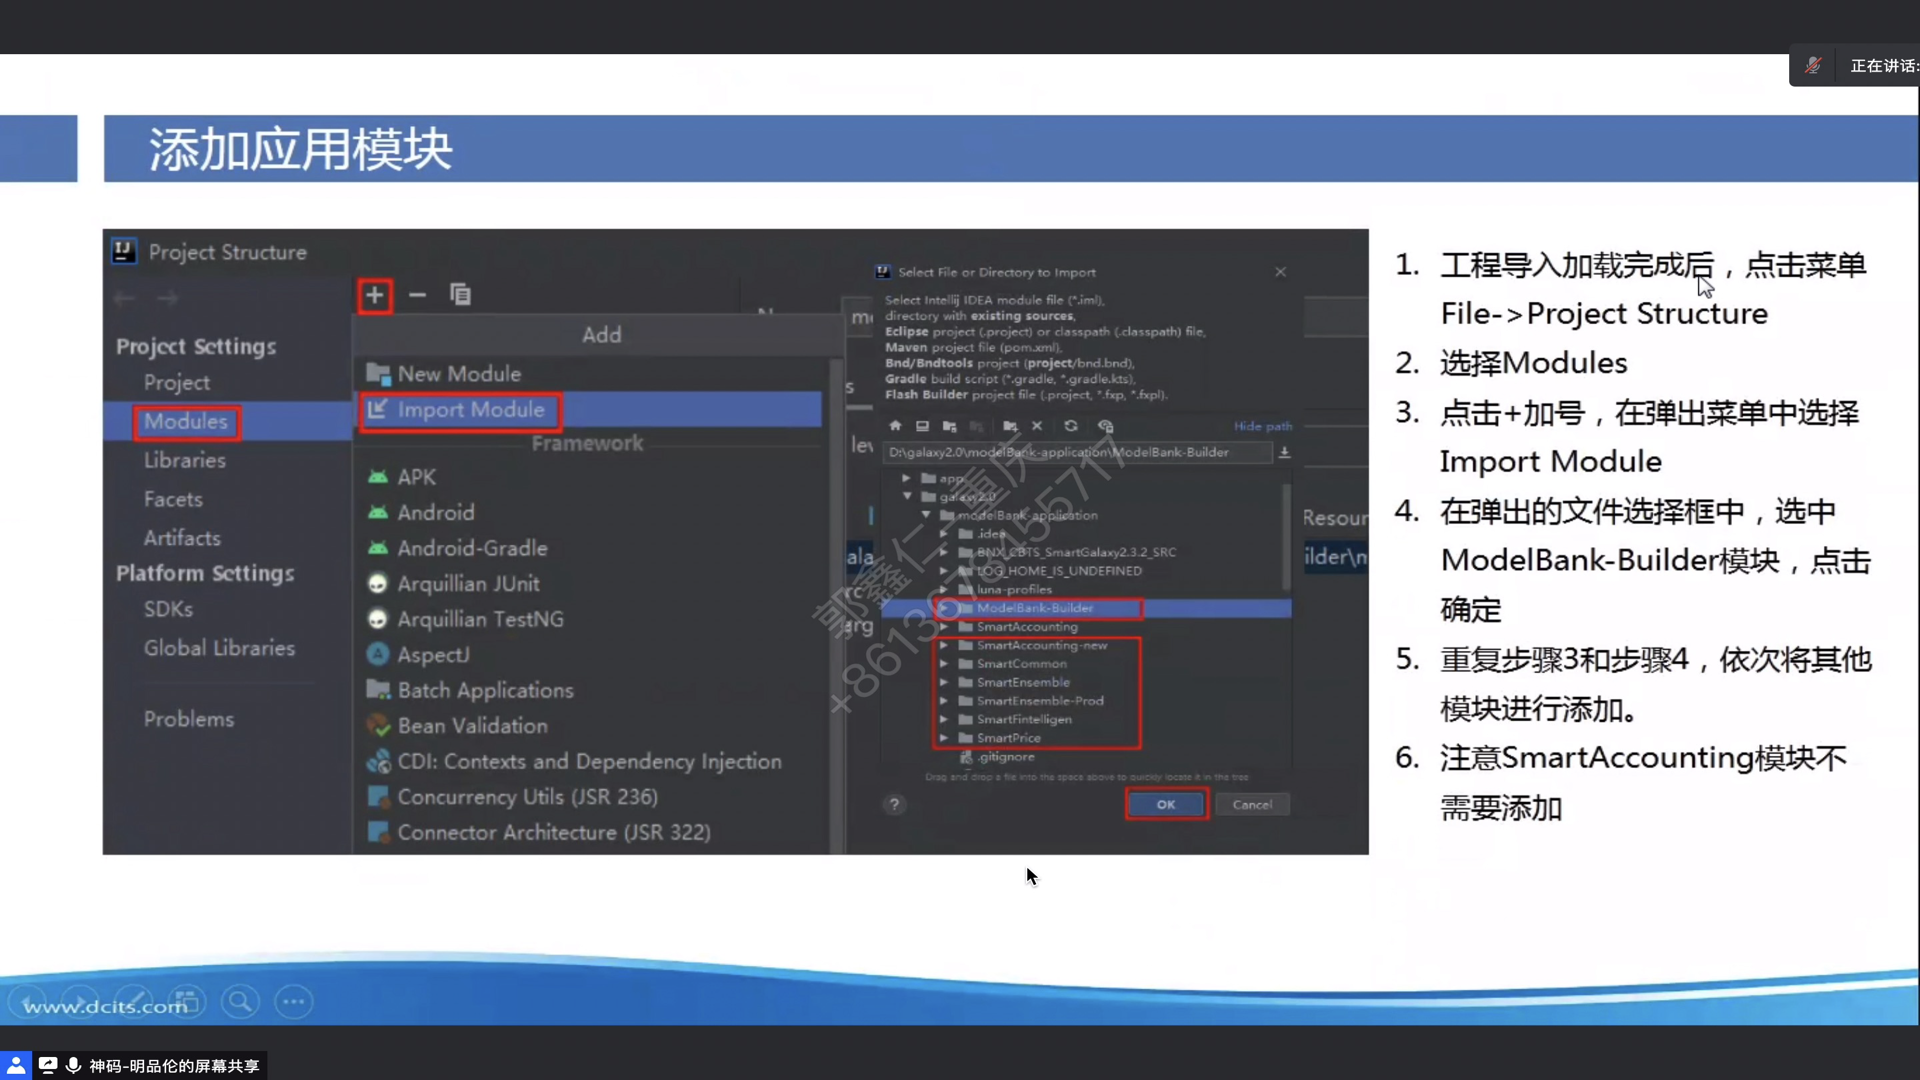 正在讲话:
添加应用模块
Project Structure
Project Settings
Project
Modules
Libraries
Facets
Artifacts
Platform Settings
SDKs
Global Libraries
Problems
Add
New Module
Import Module
Framework
APK
Android
Android-Gradle
Arquillian JUnit
Arquillian TestNG
AspectJ
Batch Applications
Bean Validation
CDI: Contexts and Dependency Injection
Concurrency Utils (JSR 236)
Connector Architecture (JSR 322)
Select File or Directory to Import
Select Intellij IDEA module file (*.iml),
directory with existing sources,
Eclipse project (.project) or classpath (.classpath) file,
Maven project file (pom.xml),
Bnd/Bndtools project (project/bnd.bnd),
Gradle build script (*.gradle, *.gradle.kts),
Flash Builder project file (.project, *.fxp, *.fxpl).
Hide path
D:\galaxy2.0\modelBank-application\ModelBank-Builder
app
galaxy2.0
modelBank-application
.idea
BNX_CBTS_SmartGalaxy2.3.2_SRC
LOG_HOME_IS_UNDEFINED
luna-profiles
ModelBank-Builder
SmartAccounting
SmartAccounting-new
SmartCommon
SmartEnsemble
SmartEnsemble-Prod
SmartFintelligen
SmartPrice
.gitignore
Drag and drop a file into the space above to quickly locate it in the tree
?
OK
Cancel
Resour
ilder\m
1. 工程导入加载完成后，点击菜单
File->Project Structure
2. 选择Modules
3. 点击+加号，在弹出菜单中选择
Import Module
4. 在弹出的文件选择框中，选中
ModelBank-Builder模块，点击
确定
5. 重复步骤3和步骤4，依次将其他
模块进行添加。
6. 注意SmartAccounting模块不
需要添加
www.dcits.com
神码-明品伦的屏幕共享